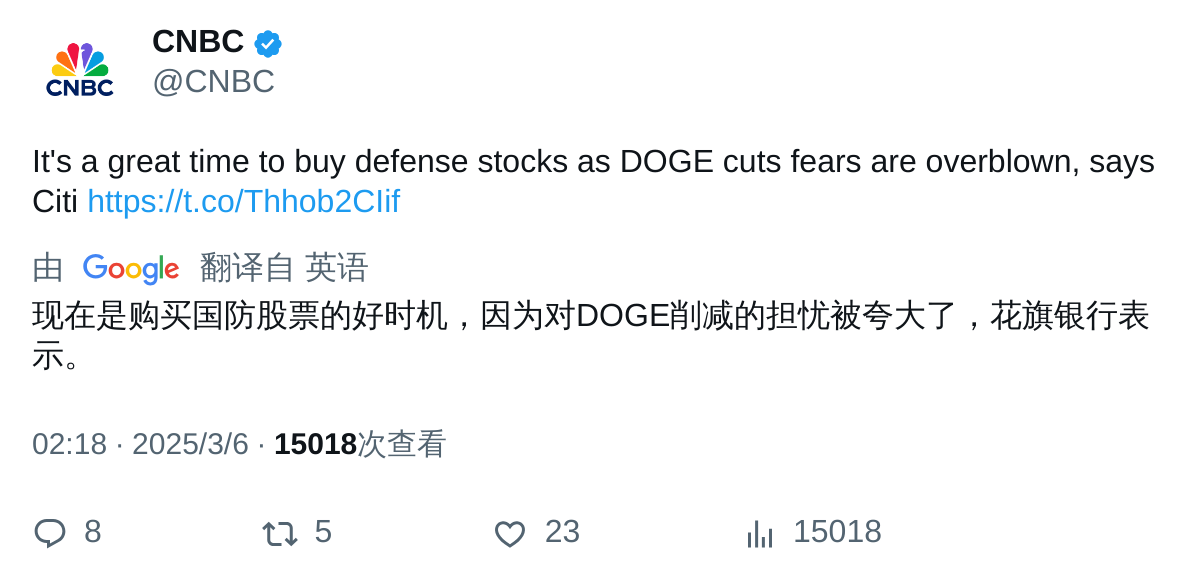 CNBC
CNBC
@CNBC
It's a great time to buy defense stocks as DOGE cuts fears are overblown, says
Citi https://t.co/Thhob2CIif
由 Google 翻译自 英语
现在是购买国防股票的好时机，因为对DOGE削减的担忧被夸大了，花旗银行表
示。
02:18 · 2025/3/6 · 15018次查看
8 5 23 15018